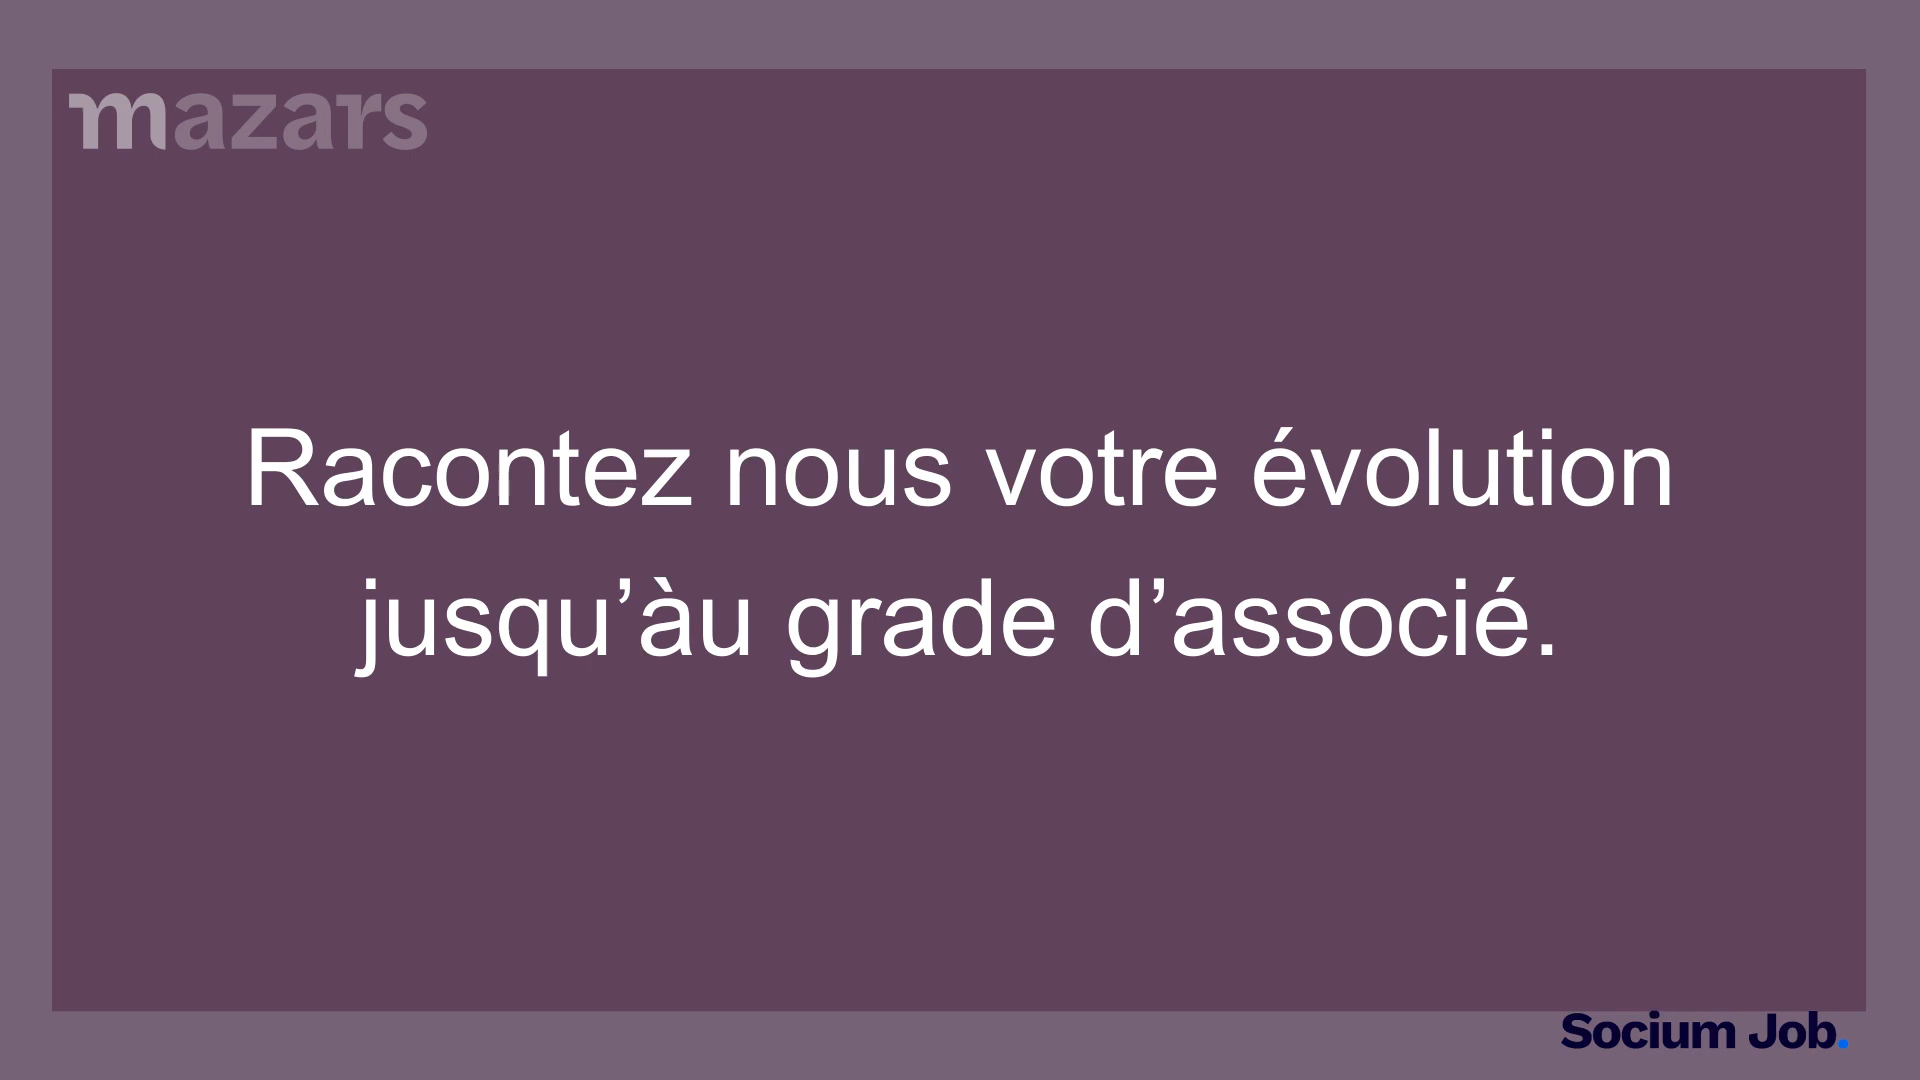 mazars
Racontez nous votre évolution
jusqu’àu grade d’associé.
Socium Job.